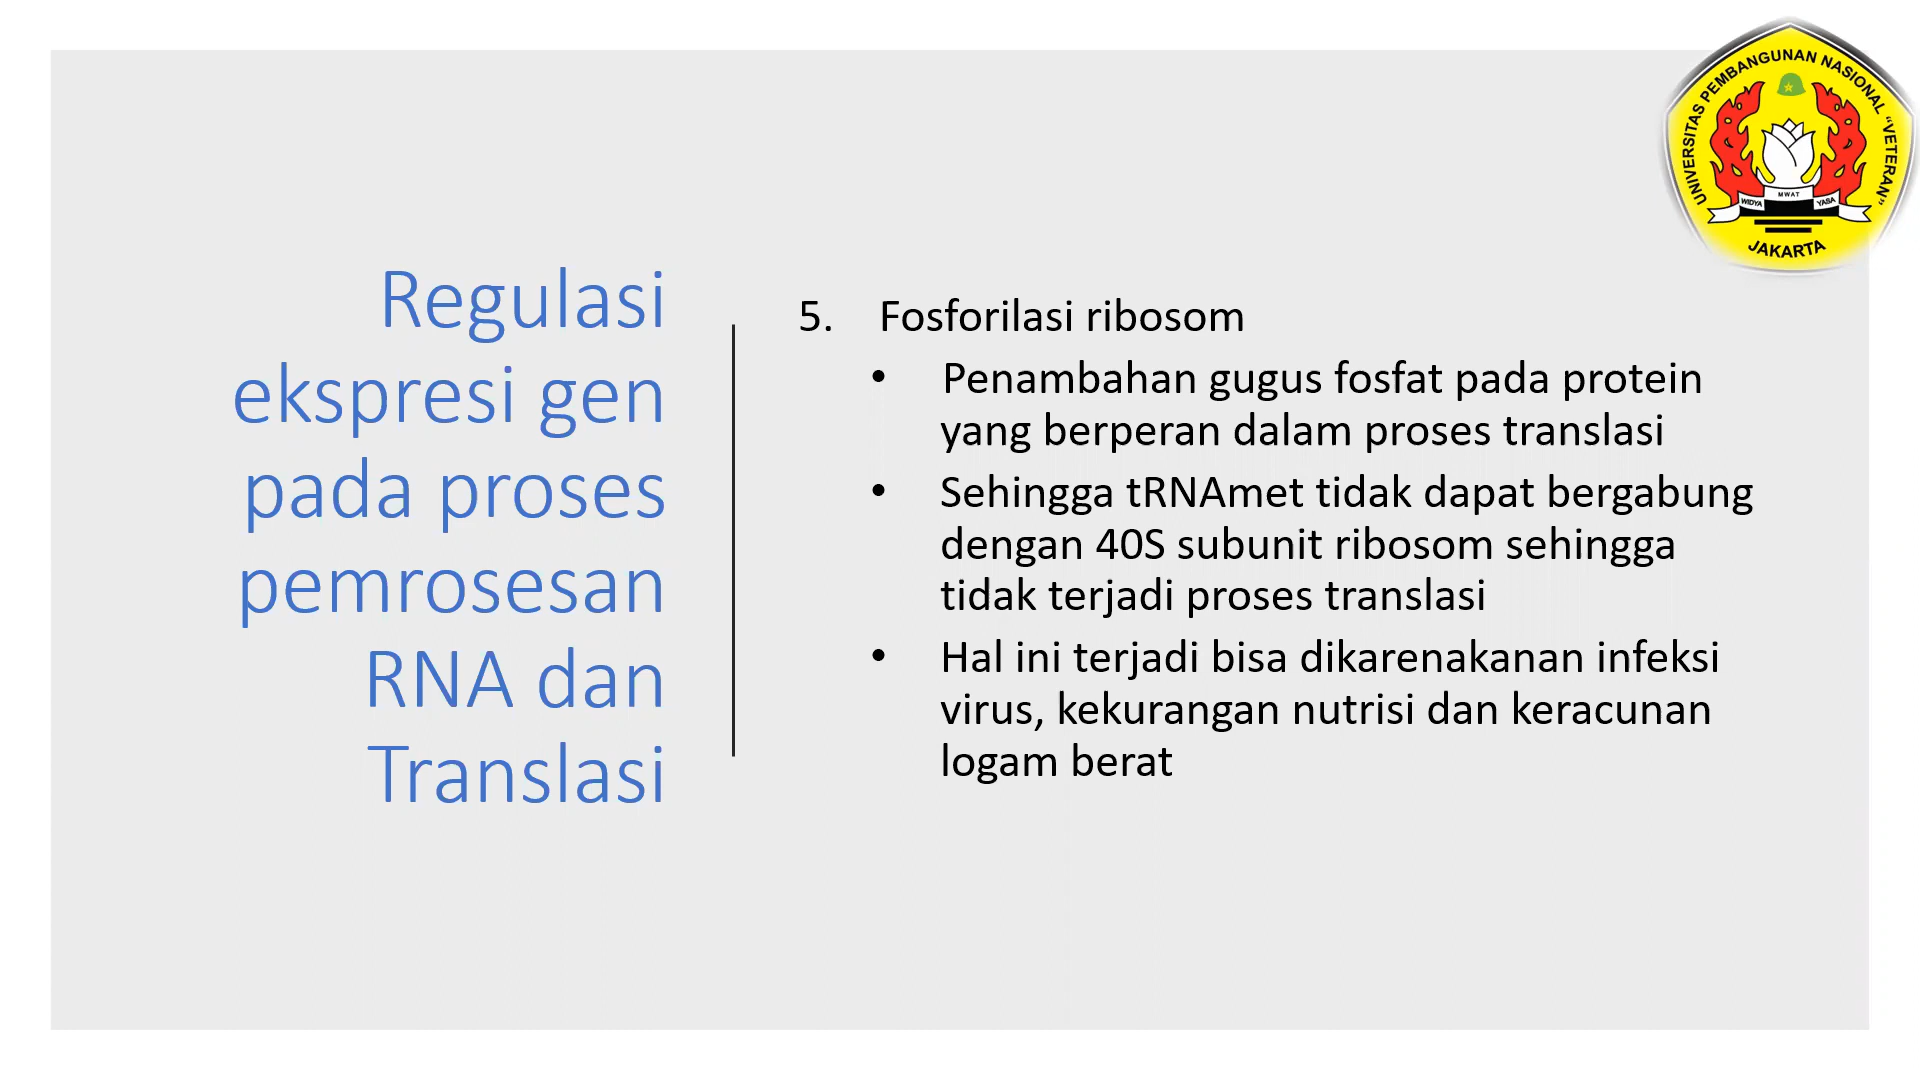 UNIVERSITAS PEMBANGUNAN NASIONAL "VETERAN"
MWAT
WIDYA
YASA
JAKARTA
Regulasi
ekspresi gen
pada proses
pemrosesan
RNA dan
Translasi
5. Fosforilasi ribosom
• Penambahan gugus fosfat pada protein
yang berperan dalam proses translasi
• Sehingga tRNAmet tidak dapat bergabung
dengan 40S subunit ribosom sehingga
tidak terjadi proses translasi
• Hal ini terjadi bisa dikarenakanan infeksi
virus, kekurangan nutrisi dan keracunan
logam berat